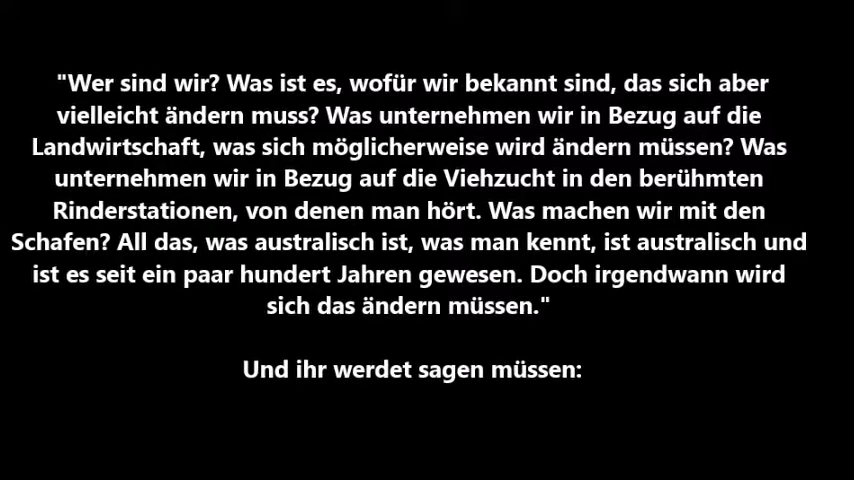 "Wer sind wir? Was ist es, wofür wir bekannt sind, das sich aber
vielleicht ändern muss? Was unternehmen wir in Bezug auf die
Landwirtschaft, was sich möglicherweise wird ändern müssen? Was
unternehmen wir in Bezug auf die Viehzucht in den berühmten
Rinderstationen, von denen man hört. Was machen wir mit den
Schafen? All das, was australisch ist, was man kennt, ist australisch und
ist es seit ein paar hundert Jahren gewesen. Doch irgendwann wird
sich das ändern müssen."
Und ihr werdet sagen müssen: